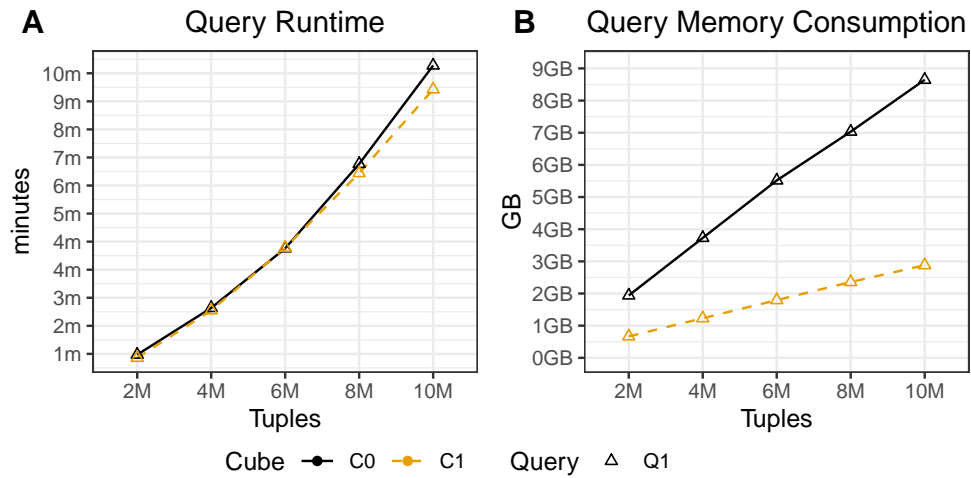 A Query Runtime
10m
9m
8m
7m
6m
5m
4m
4m
3m
2m
1m
minutes
2M 4M 6M 8M 10M
Tuples
B Query Memory Consumption
9GB
8GB
7GB
6GB
5GB
4GB
3GB
2GB
1GB
0GB
GB
2M 4M 6M 8M 10M
Tuples
Cube C0 C1 Query Q1